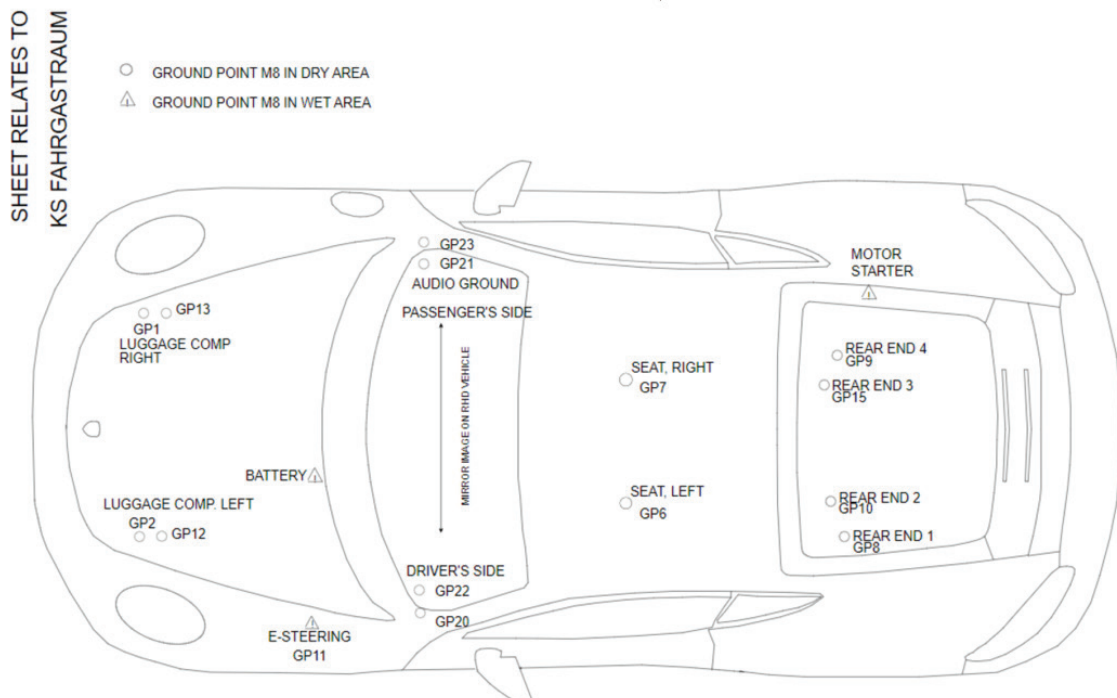 SHEET RELATES TO
KS FAHRGASTRAUM
GROUND POINT M8 IN DRY AREA
GROUND POINT M8 IN WET AREA
GP23
GP21
AUDIO GROUND
PASSENGER'S SIDE
MOTOR
STARTER
GP13
GP1
LUGGAGE COMP
RIGHT
MIRROR IMAGE ON RHD VEHICLE
SEAT, RIGHT
GP7
REAR END 4
GP9
REAR END 3
GP15
BATTERY
LUGGAGE COMP. LEFT
GP2
GP12
SEAT, LEFT
GP6
REAR END 2
GP10
REAR END 1
GP8
DRIVER'S SIDE
GP22
GP20
E-STEERING
GP11